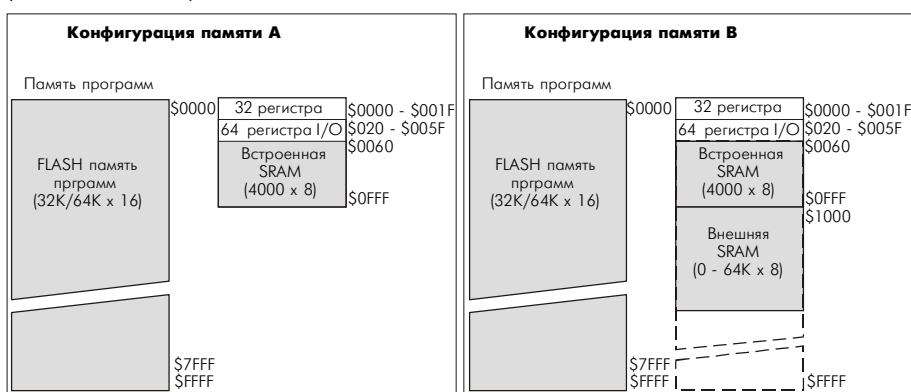 Конфигурация памяти A
Память программ
$0000
32 регистра
$0000 - $001F
64 регистра I/O
$020 - $005F
Встроенная
SRAM
(4000 x 8)
$0060
$0FFF
FLASH память
прграмм
(32K/64K x 16)
$7FFF
$FFFF
Конфигурация памяти B
Память программ
$0000
32 регистра
$0000 - $001F
64 регистра I/O
$020 - $005F
Встроенная
SRAM
(4000 x 8)
$0060
$0FFF
$1000
FLASH память
прграмм
(32K/64K x 16)
Внешняя
SRAM
(0 - 64K x 8)
$7FFF
$FFFF
$FFFF